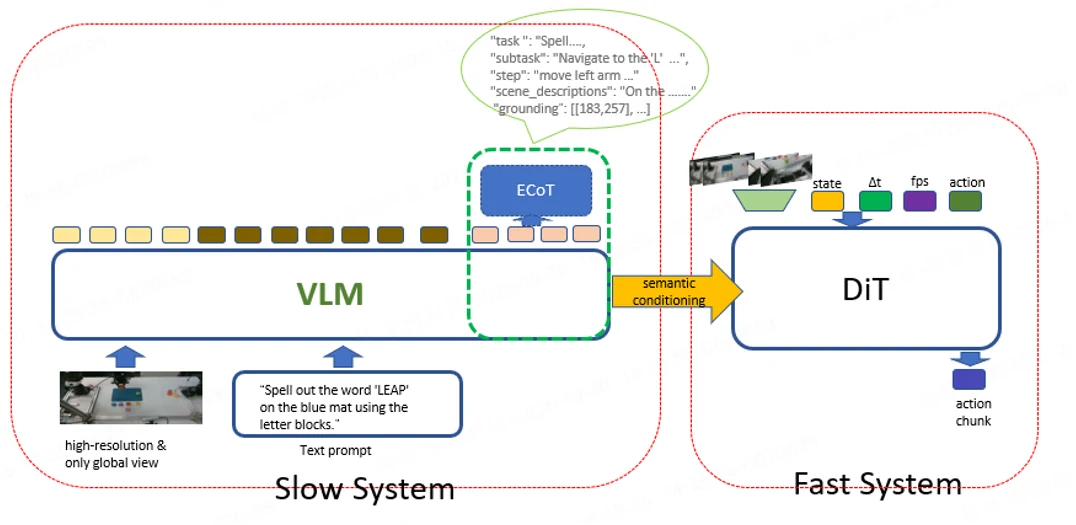 "task ": "Spell....,
"subtask": "Navigate to the 'L' ...",
"step": "move left arm ..."
"scene_descriptions": "On the ......."
"grounding": [[183,257], ...]
ECoT
VLM
semantic
conditioning
"Spell out the word 'LEAP'
on the blue mat using the
letter blocks."
high-resolution &
only global view
Text prompt
Slow System
state
Δt
fps
action
DiT
action
chunk
Fast System